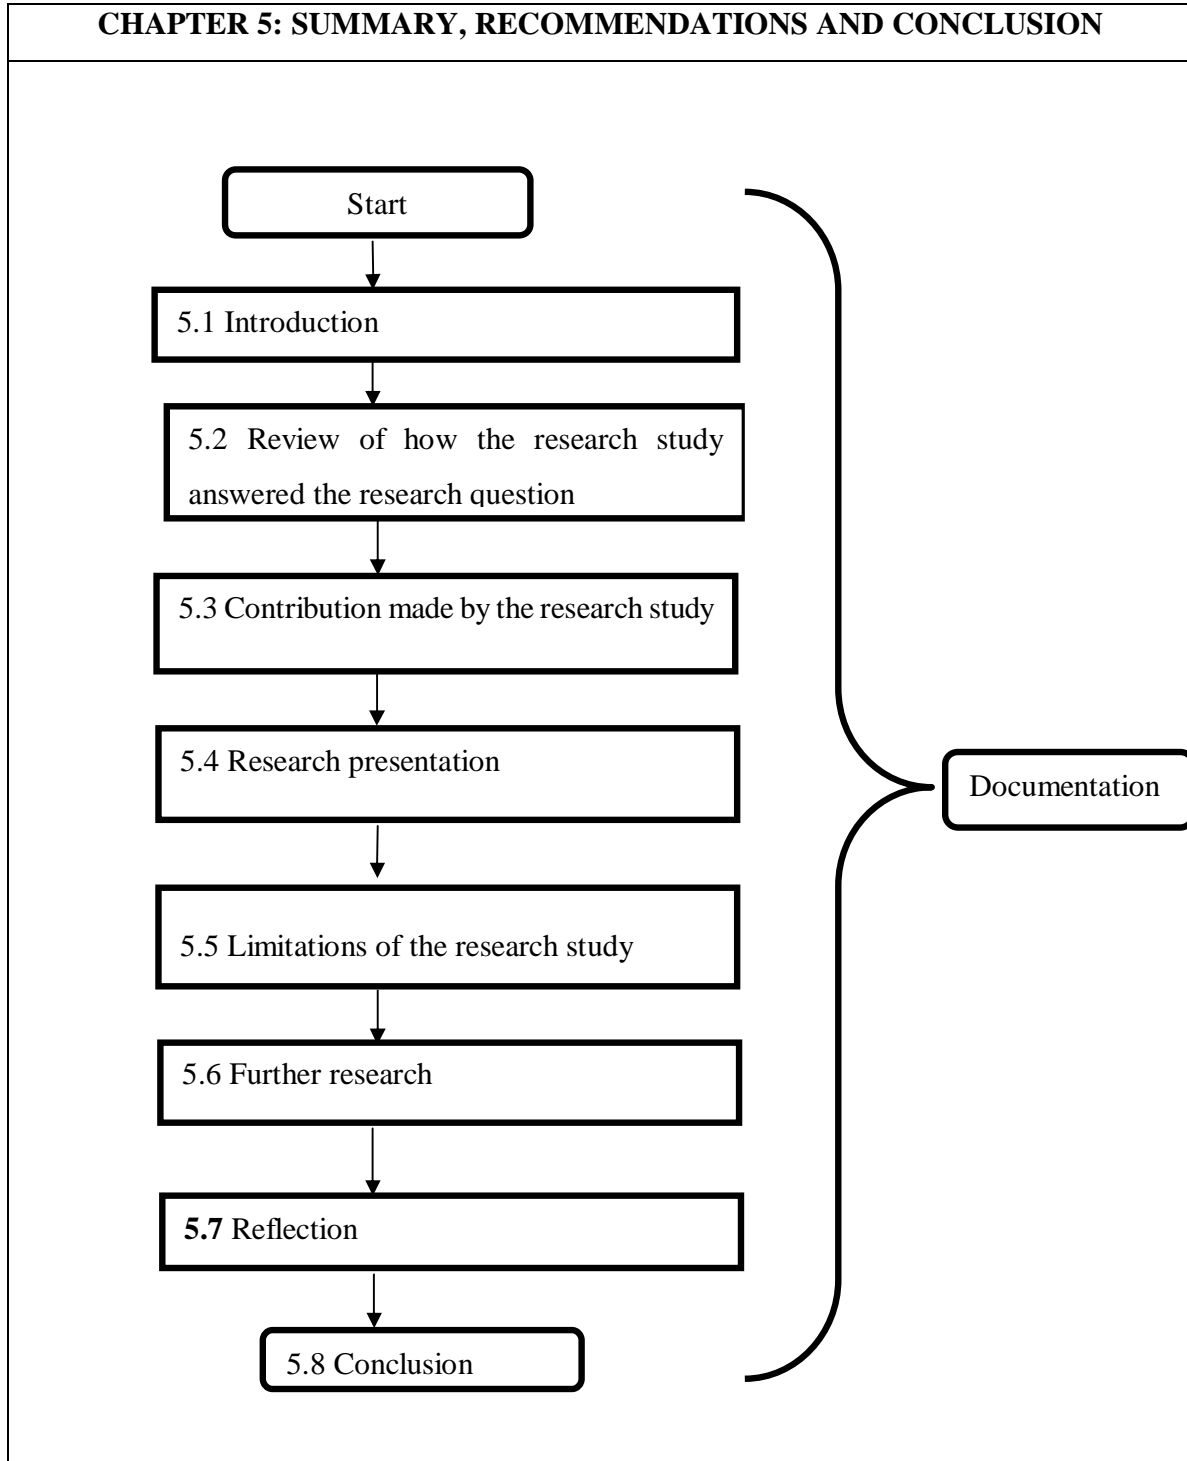 CHAPTER 5: SUMMARY, RECOMMENDATIONS AND CONCLUSION
Start
5.1 Introduction
5.2 Review of how the research study
answered the research question
5.3 Contribution made by the research study
5.4 Research presentation
Documentation
5.5 Limitations of the research study
5.6 Further research
5.7 Reflection
5.8 Conclusion